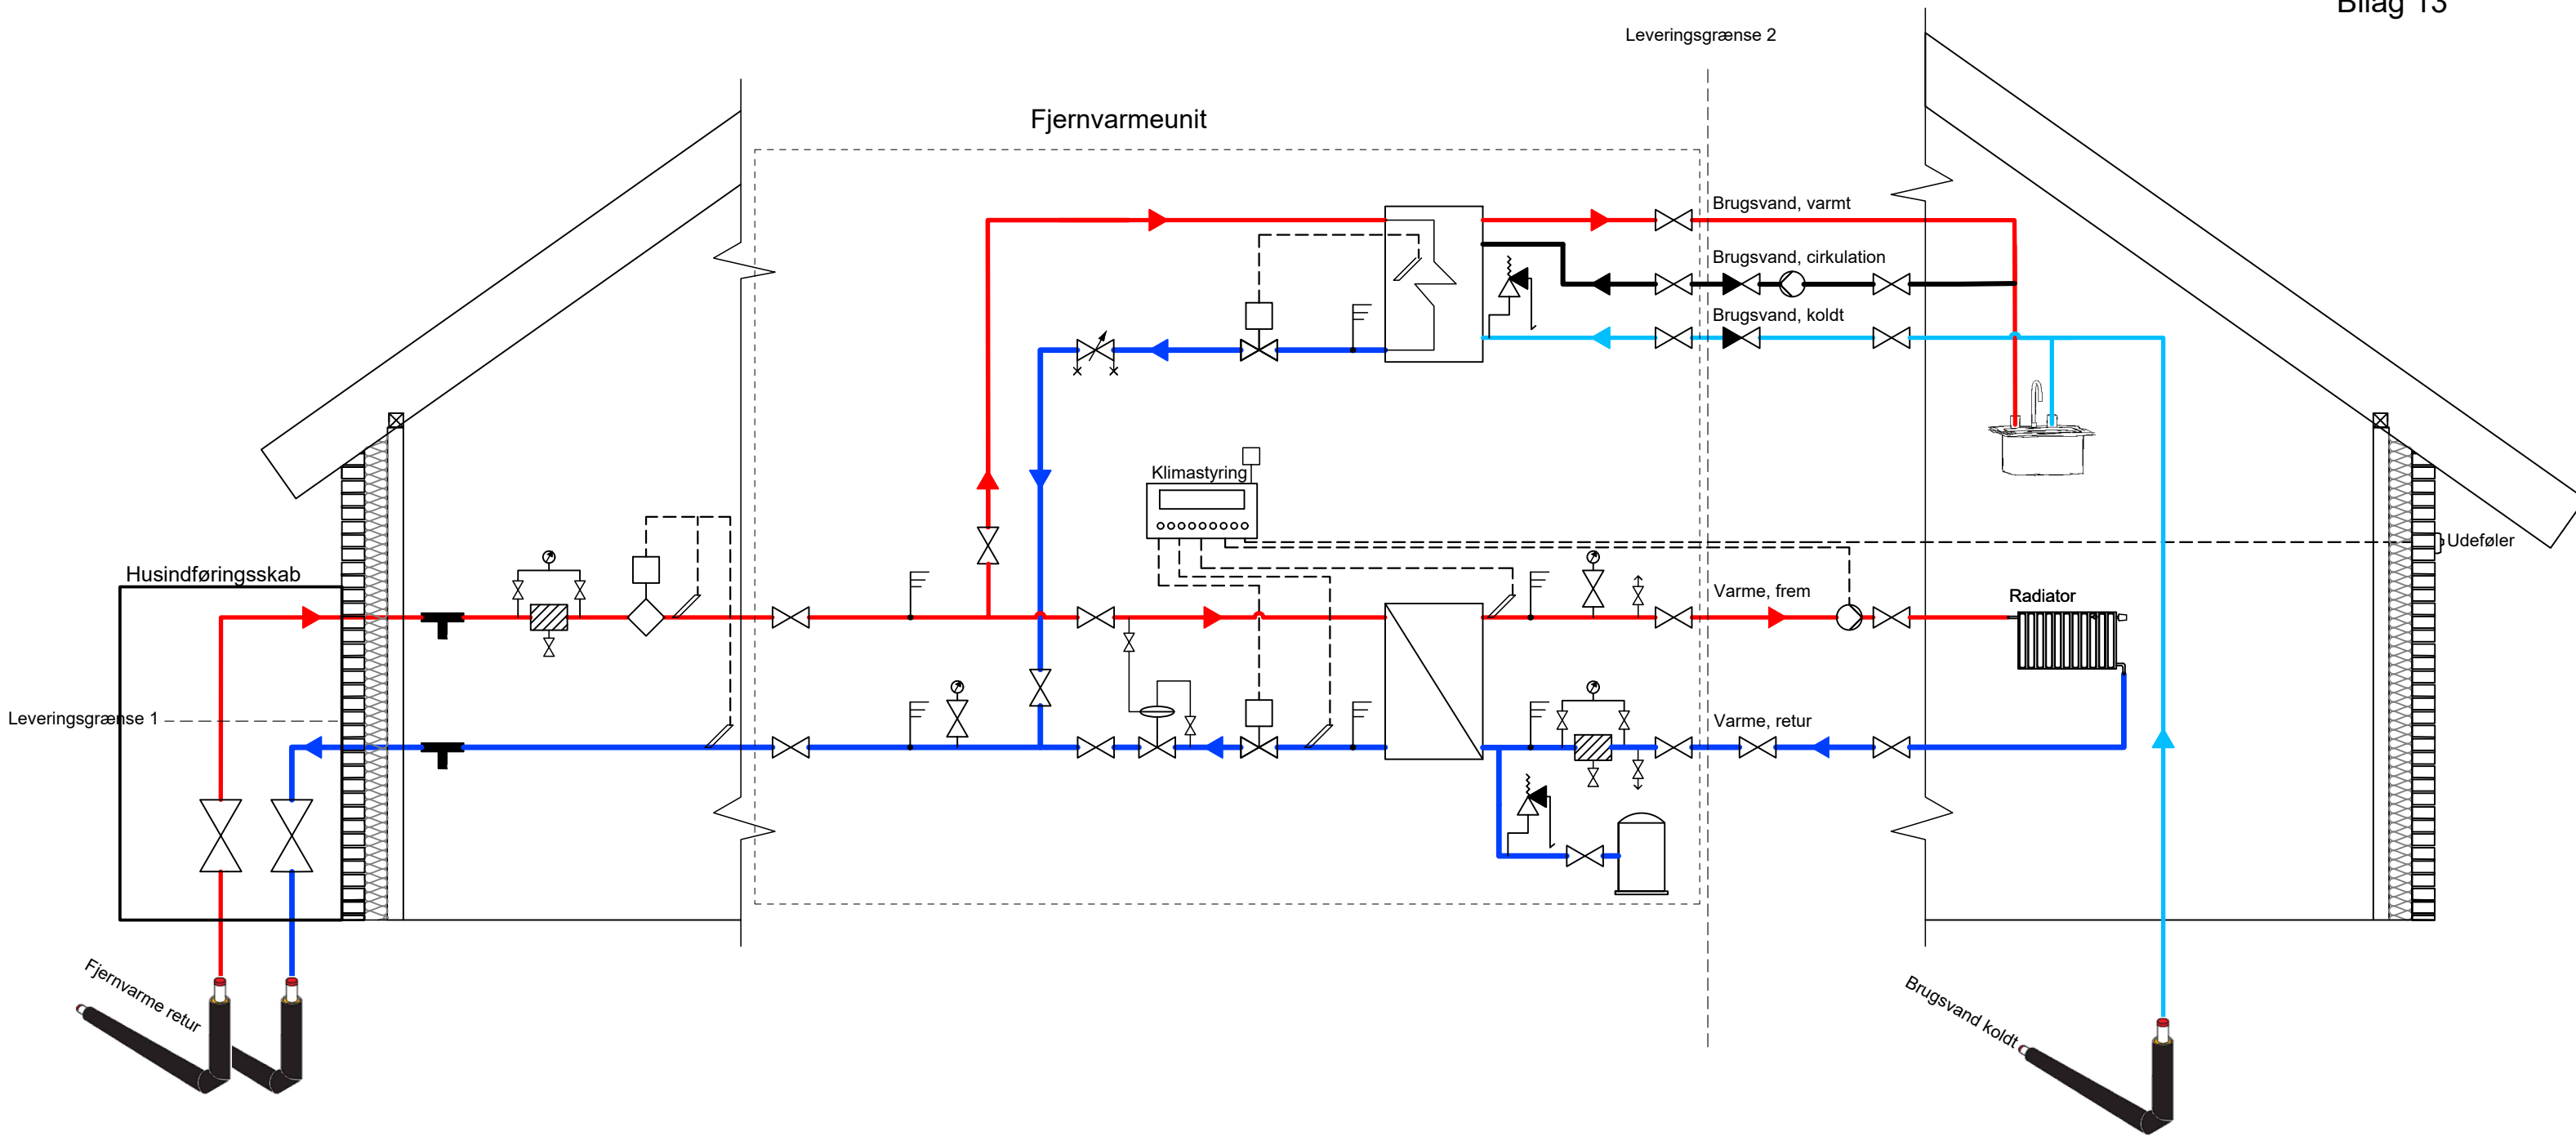 Bilag 13
Leveringsgrænse 2
Fjernvarmeunit
Brugsvand, varmt
Brugsvand, cirkulation
Brugsvand, koldt
Klimastyring
Udeføler
Husindføringsskab
Varme, frem
Radiator
Leveringsgrænse 1
Varme, retur
Fjernvarme retur
Brugsvand koldt